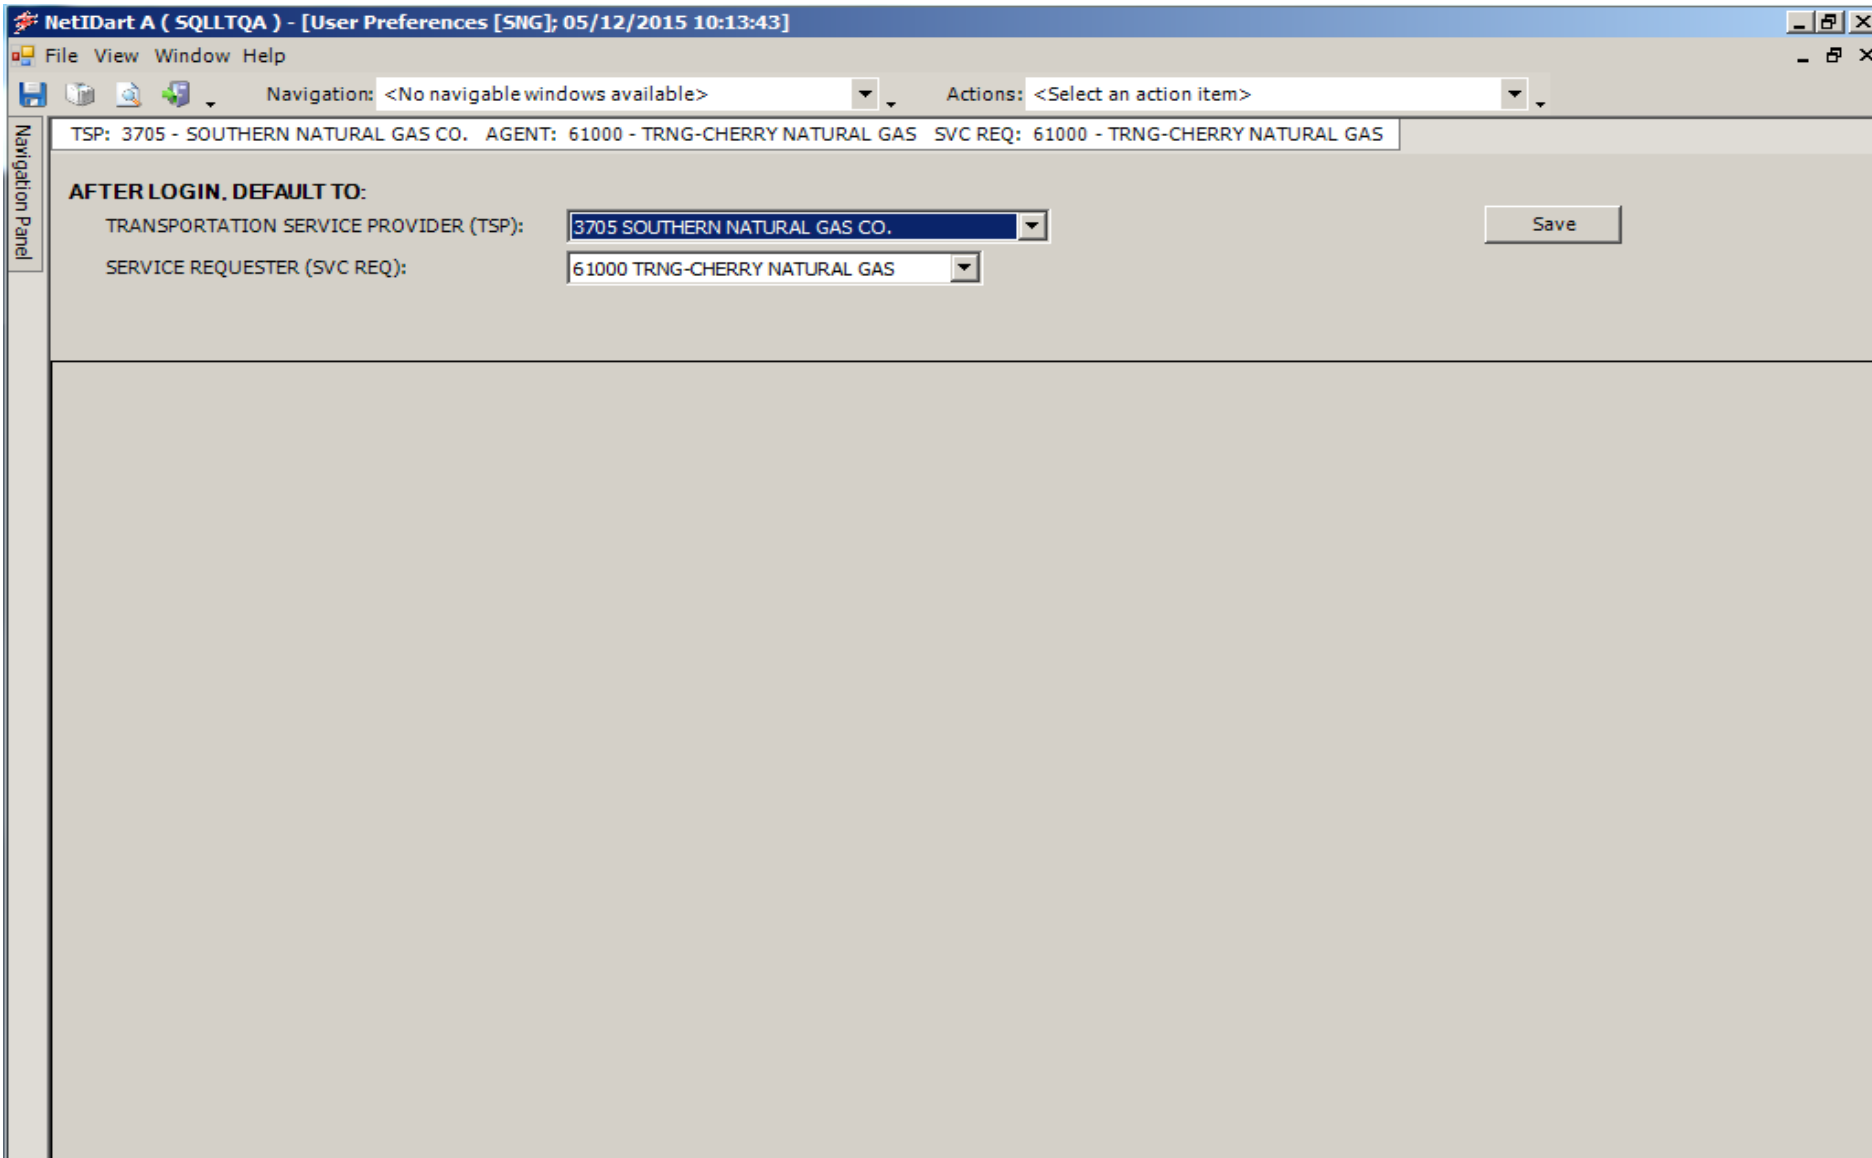 NetIDart A ( SQLLTQA ) - [User Preferences [SNG]; 05/12/2015 10:13:43]
File View Window Help
Navigation: <No navigable windows available> Actions: <Select an action item>
Navigation Panel
TSP: 3705 - SOUTHERN NATURAL GAS CO. AGENT: 61000 - TRNG-CHERRY NATURAL GAS SVC REQ: 61000 - TRNG-CHERRY NATURAL GAS
AFTER LOGIN, DEFAULT TO:
TRANSPORTATION SERVICE PROVIDER (TSP): 3705 SOUTHERN NATURAL GAS CO. Save
SERVICE REQUESTER (SVC REQ): 61000 TRNG-CHERRY NATURAL GAS